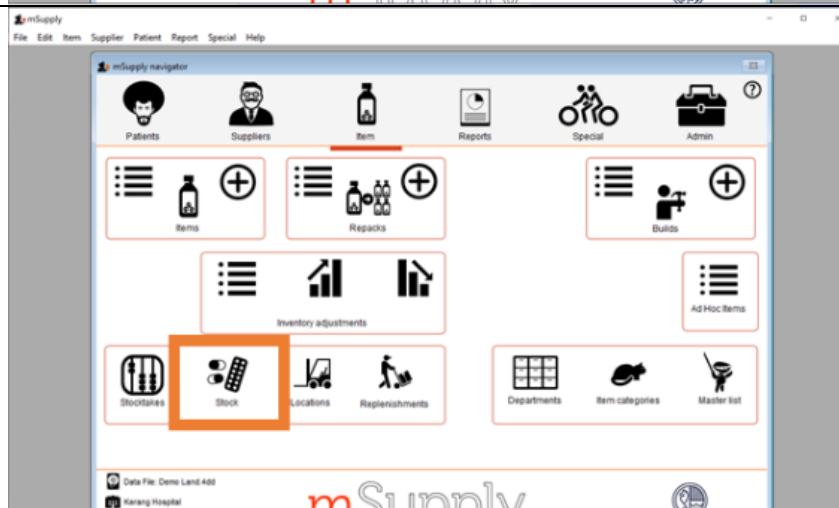 mSupply
File Edit Item Supplier Patient Report Special Help
mSupply navigator
Patients Suppliers Item Reports Special Admin
Items Repacks Builds
Inventory adjustments
Ad Hoc Items
Stocktakes Stock Locations Replenishments Departments Item categories Master list
Data File: Demo Land 4dd
Kerang Hospital
mSupply